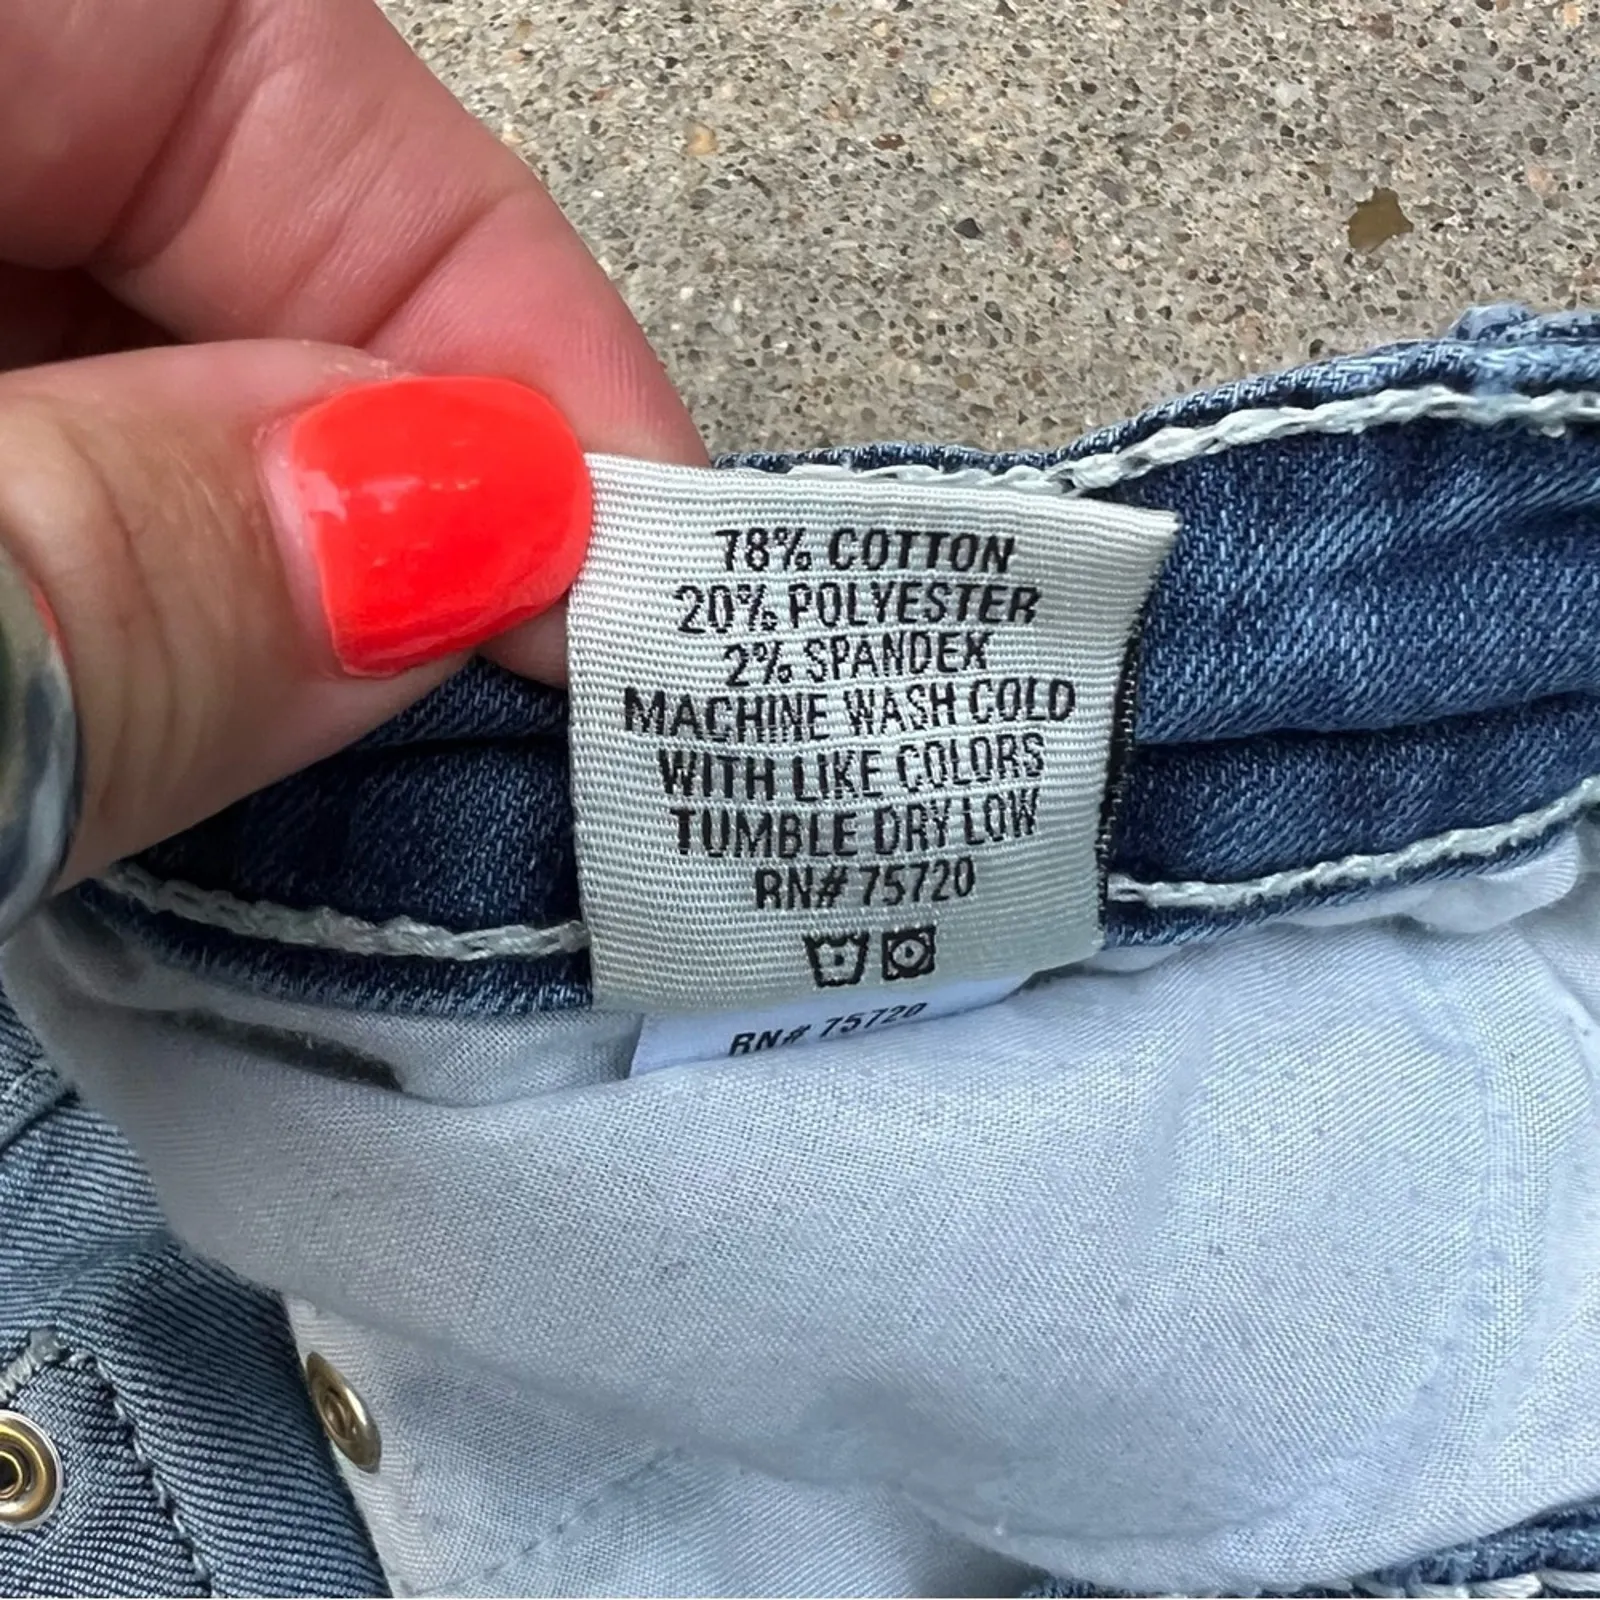 78% COTTON
20% POLYESTER
2% SPANDEX
MACHINE WASH COLD
WITH LIKE COLORS
TUMBLE DRY LOW
RN# 75720
RN# 75720